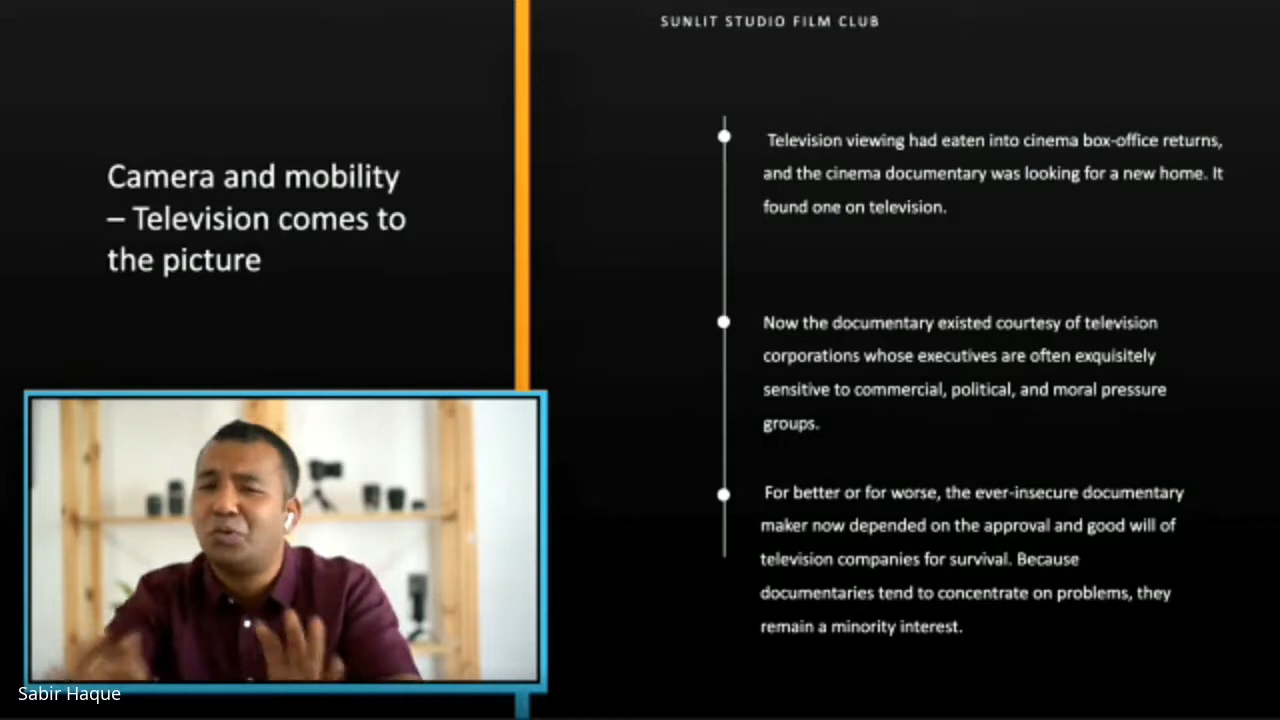 SUNLIT STUDIO FILM CLUB
Camera and mobility
– Television comes to
the picture
Television viewing had eaten into cinema box-office returns,
and the cinema documentary was looking for a new home. It
found one on television.
Now the documentary existed courtesy of television
corporations whose executives are often exquisitely
sensitive to commercial, political, and moral pressure
groups.
For better or for worse, the ever-insecure documentary
maker now depended on the approval and good will of
television companies for survival. Because
documentaries tend to concentrate on problems, they
remain a minority interest.
Sabir Haque